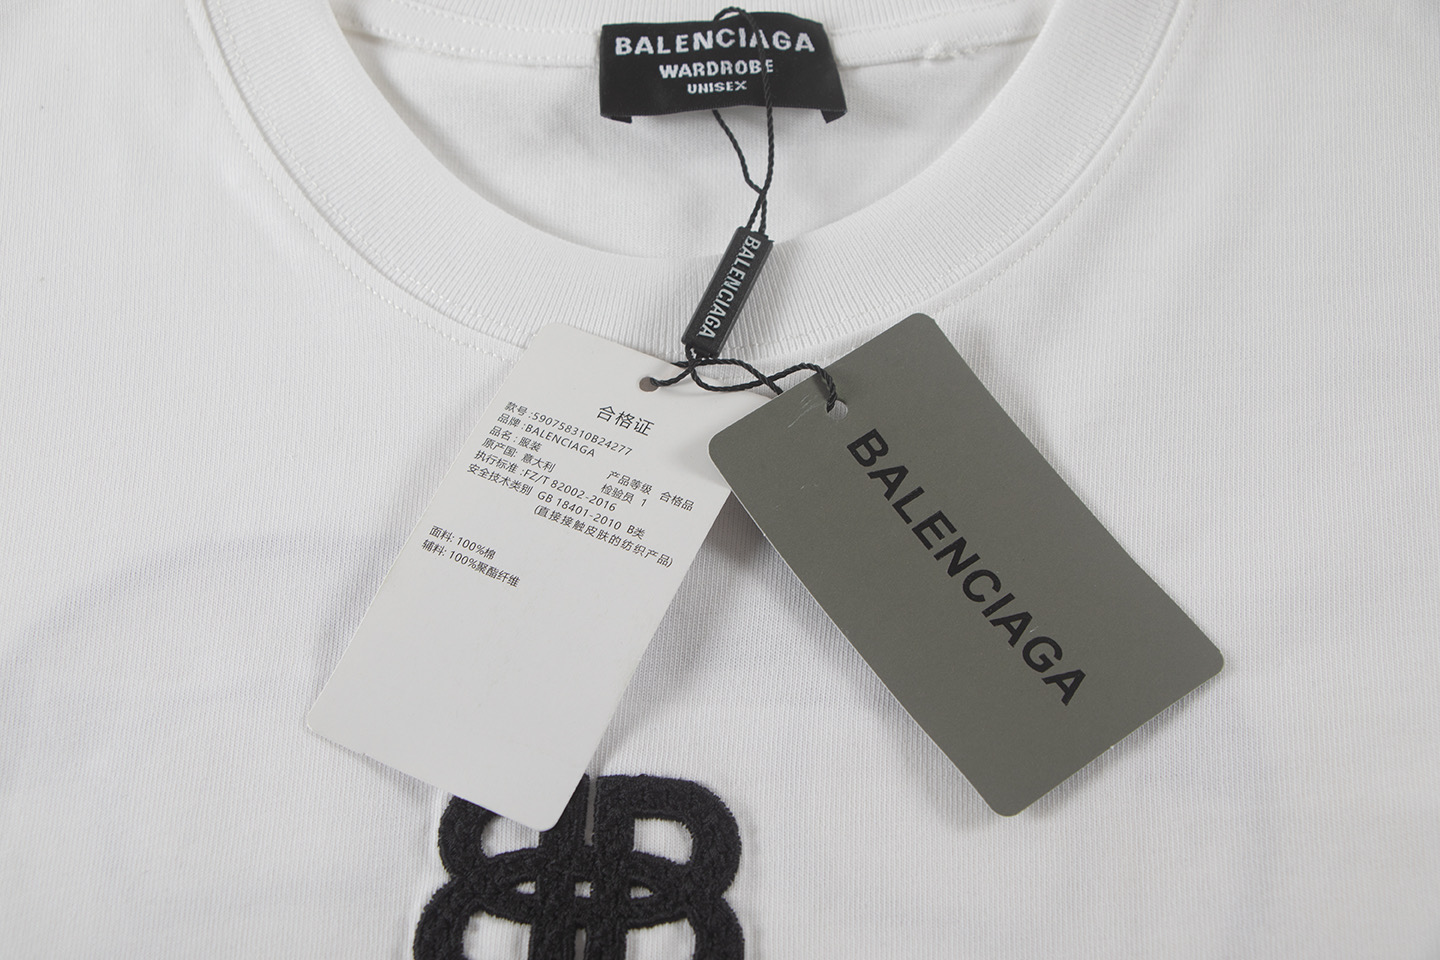 BALENCIAGA
WARDROBE
UNISEX
BALENCIAGA
合格证
款号:590758310B24277
品牌:BALENCIAGA
品名:服装
原产国:意大利 产品等级 合格品
执行标准:FZ/T 82002-2016 检验员 1
安全技术类别 GB 18401-2010 B类
(直接接触皮肤的纺织产品)
面料:100%棉
辅料:100%聚酯纤维
BALENCIAGA